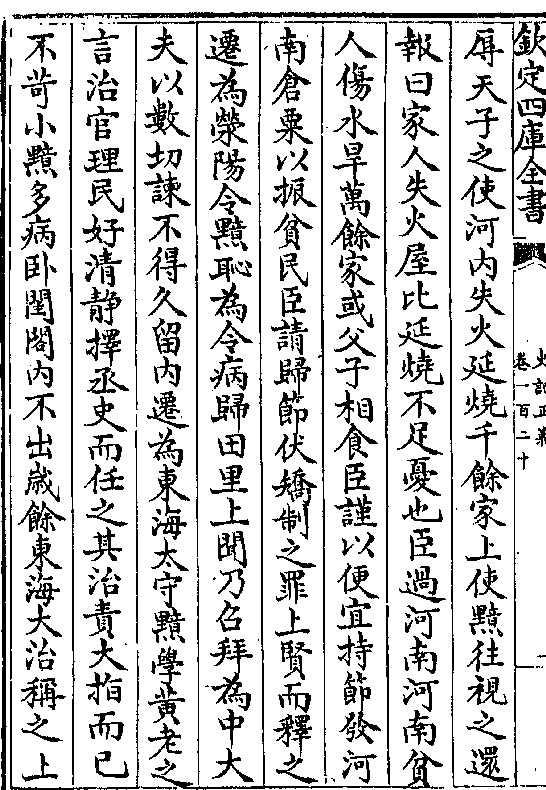 欽定四庫全書
史記正義
卷一百二十
辱天子之使河内失火延燒千餘家上使黯往視之還
報曰家人失火屋比延燒不足憂也臣過河南河南貧
人傷水旱萬餘家或父子相食臣謹以便宜持節發河
南倉粟以振貧民臣請歸節伏矯制之罪上賢而釋之
遷為滎陽令黯恥為令病歸田里上聞乃召拜為中大
夫以數切諫不得久留内遷為東海太守黯學黄老之
言治官理民好清静擇丞史而任之其治責大指而已
不苛小黯多病卧閨閤内不出歲餘東海大治稱之上